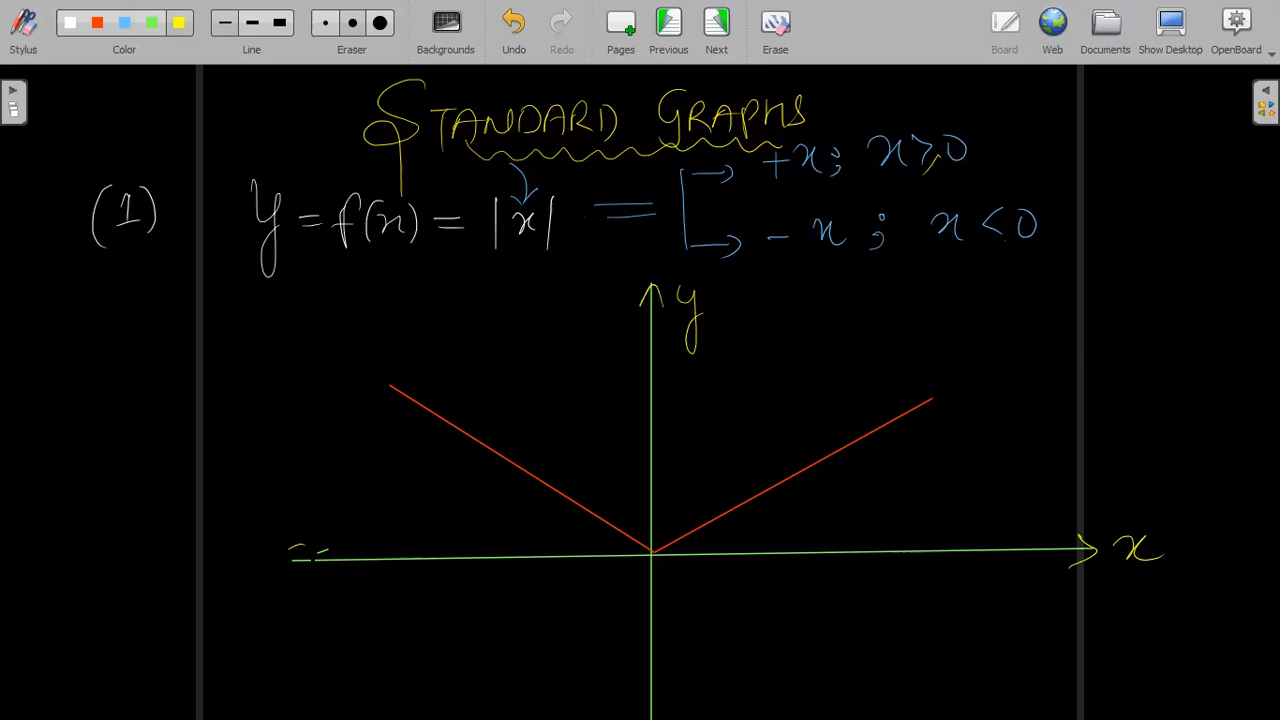 Stylus Color Line Eraser Backgrounds Undo Redo Pages Previous Next Erase Board Web Documents Show Desktop OpenBoard
STANDARD GRAPHS
(1) y = f(x) = |x| = [→ +x; x ≥ 0
→ -x; x < 0
y
x